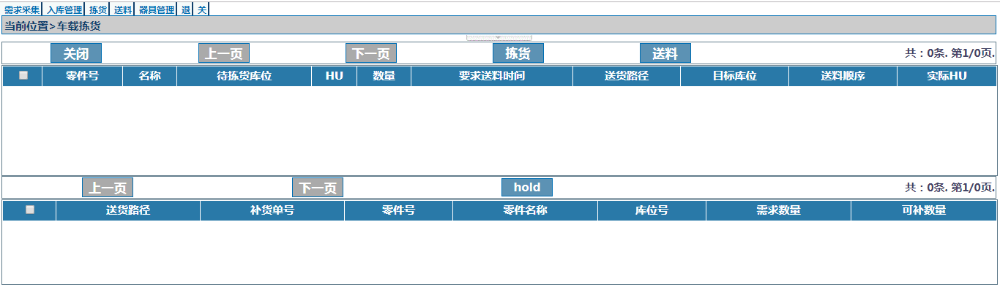 需求采集 入库管理 拣货 送料 器具管理 退 关
当前位置>车载拣货
关闭 上一页 下一页 拣货 送料 共：0条. 第1/0页.
零件号 名称 待拣货库位 HU 数量 要求送料时间 送货路径 目标库位 送料顺序 实际HU
上一页 下一页 hold 共：0条. 第1/0页.
送货路径 补货单号 零件号 零件名称 库位号 需求数量 可补数量